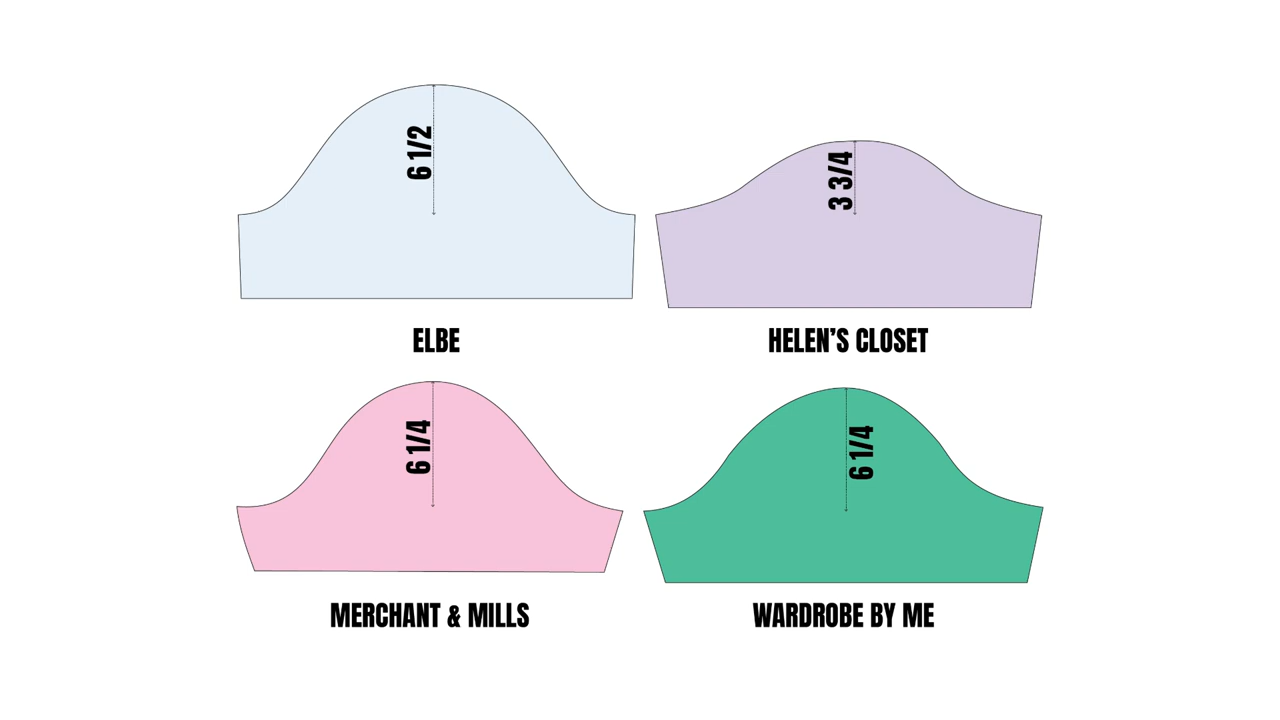 6 1/2
3 3/4
ELBE
HELEN’S CLOSET
6 1/4
6 1/4
MERCHANT & MILLS
WARDROBE BY ME